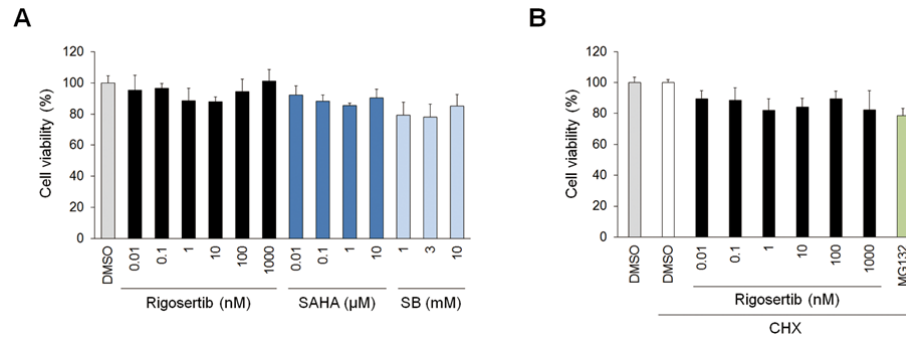 A
Cell viability (%)
120
100
80
60
40
20
0
DMSO
0.01
0.1
1
10
100
1000
0.01
0.1
1
10
1
3
10
Rigosertib (nM)
SAHA (μM)
SB (mM)
B
Cell viability (%)
120
100
80
60
40
20
0
DMSO
DMSO
0.01
0.1
1
10
100
1000
MG132
Rigosertib (nM)
CHX